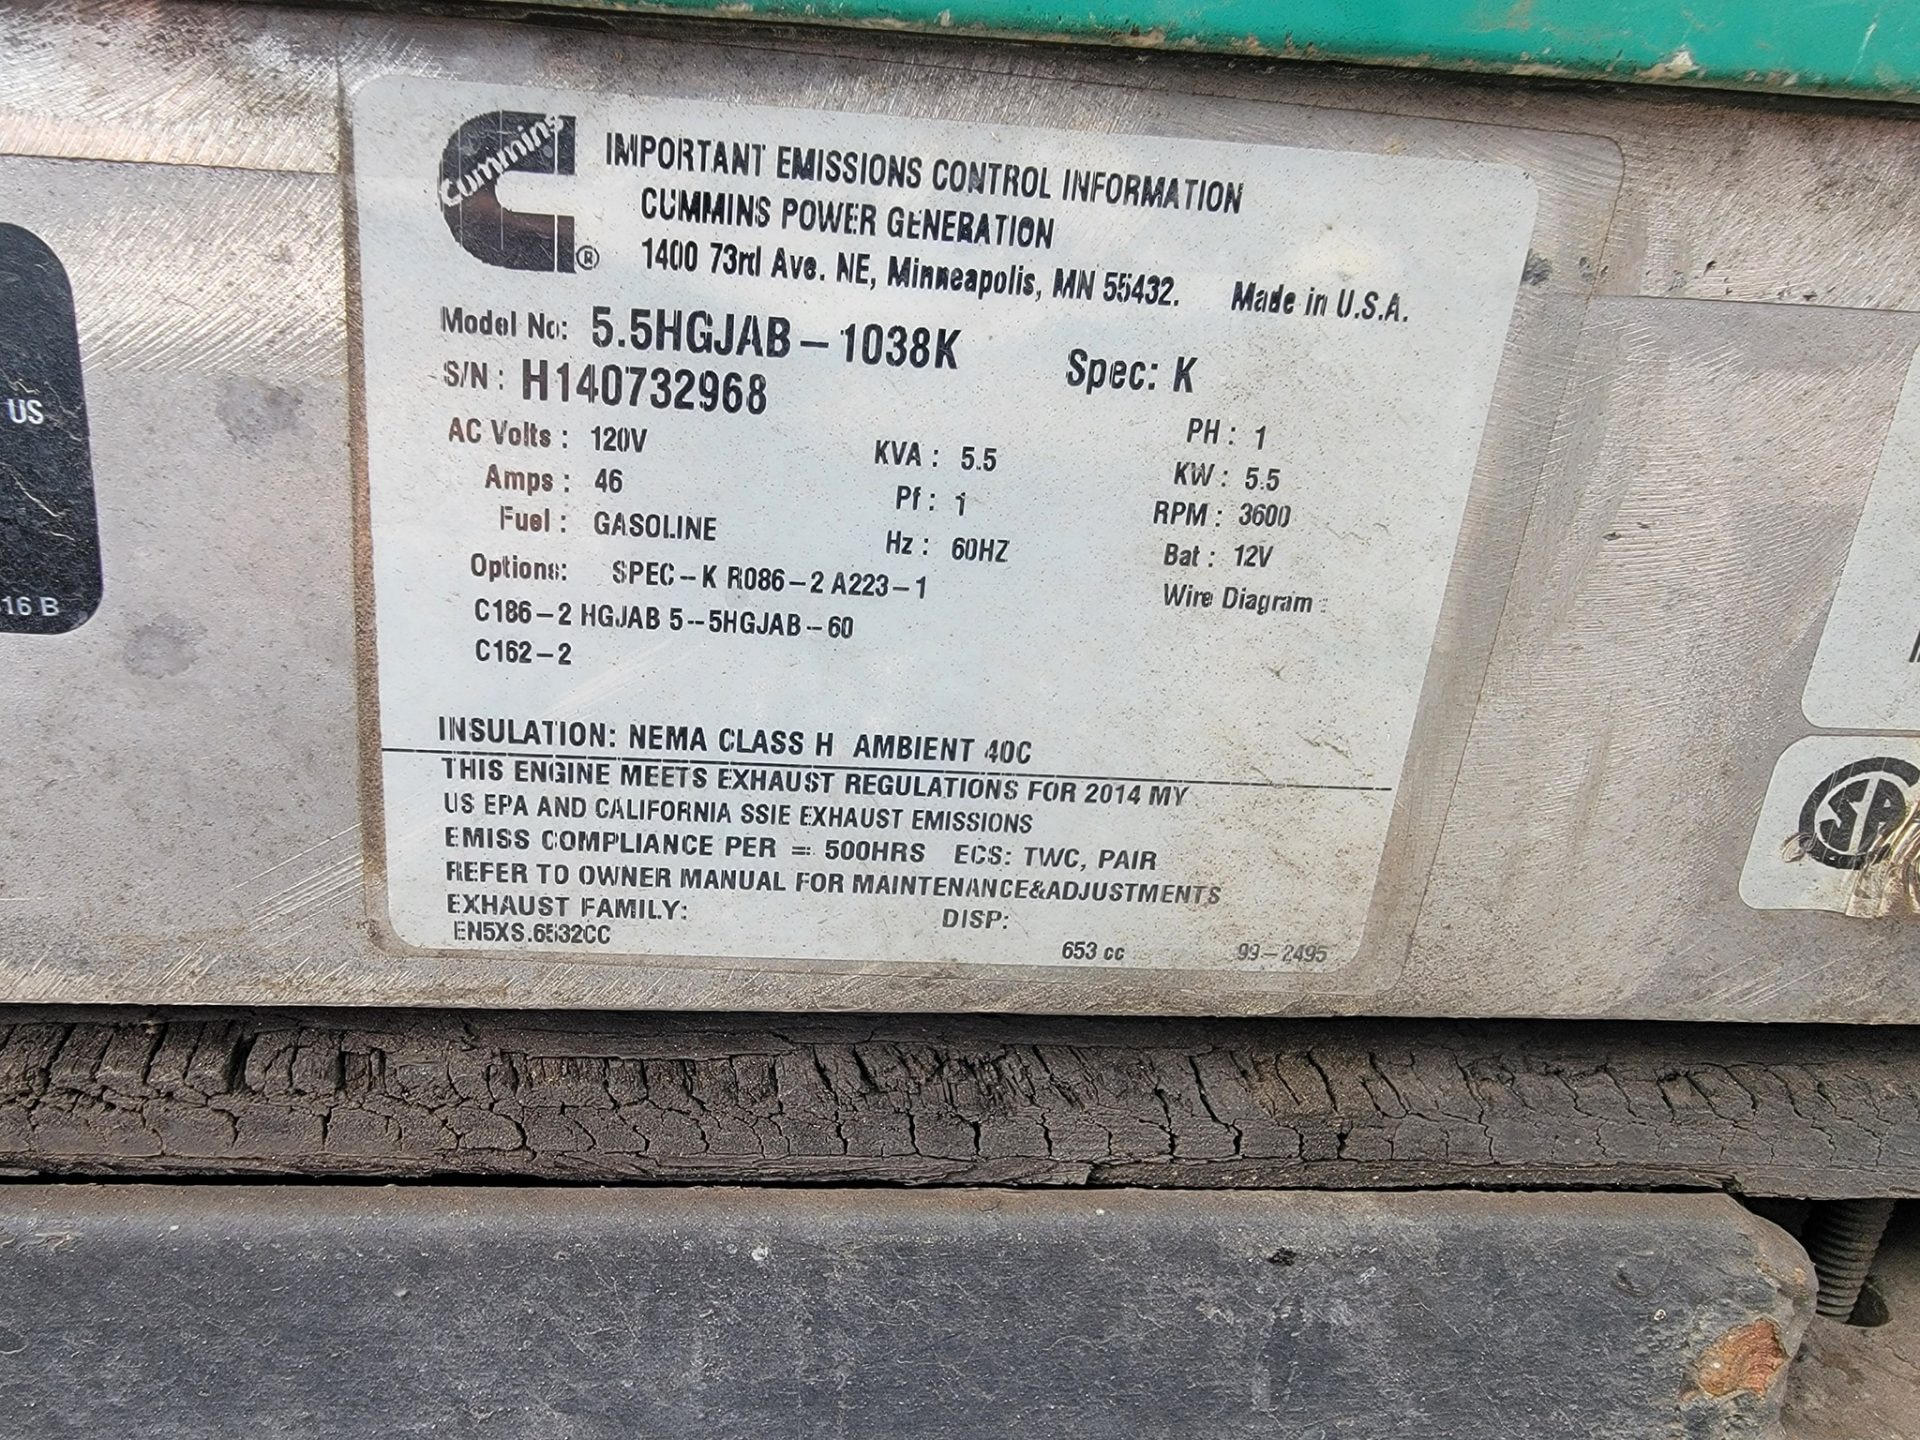 Cummins
®
IMPORTANT EMISSIONS CONTROL INFORMATION
CUMMINS POWER GENERATION
1400 73rd Ave. NE, Minneapolis, MN 55432. Made in U.S.A.
Model No: 5.5HGJAB-1038K Spec: K
S/N: H140732968
AC Volts: 120V KVA: 5.5 PH: 1
Amps: 46 Pf: 1 KW: 5.5
Fuel: GASOLINE Hz: 60HZ RPM: 3600
Bat: 12V
Options: SPEC-K R086-2 A223-1 Wire Diagram:
C186-2 HGJAB 5--5HGJAB-60
C162-2
INSULATION: NEMA CLASS H AMBIENT 40C
THIS ENGINE MEETS EXHAUST REGULATIONS FOR 2014 MY
US EPA AND CALIFORNIA SSIE EXHAUST EMISSIONS
EMISS COMPLIANCE PER = 500HRS ECS: TWC, PAIR
REFER TO OWNER MANUAL FOR MAINTENANCE&ADJUSTMENTS
EXHAUST FAMILY: DISP:
EN5XS.6532CC 653 cc 99-2495
US
16 B
SA